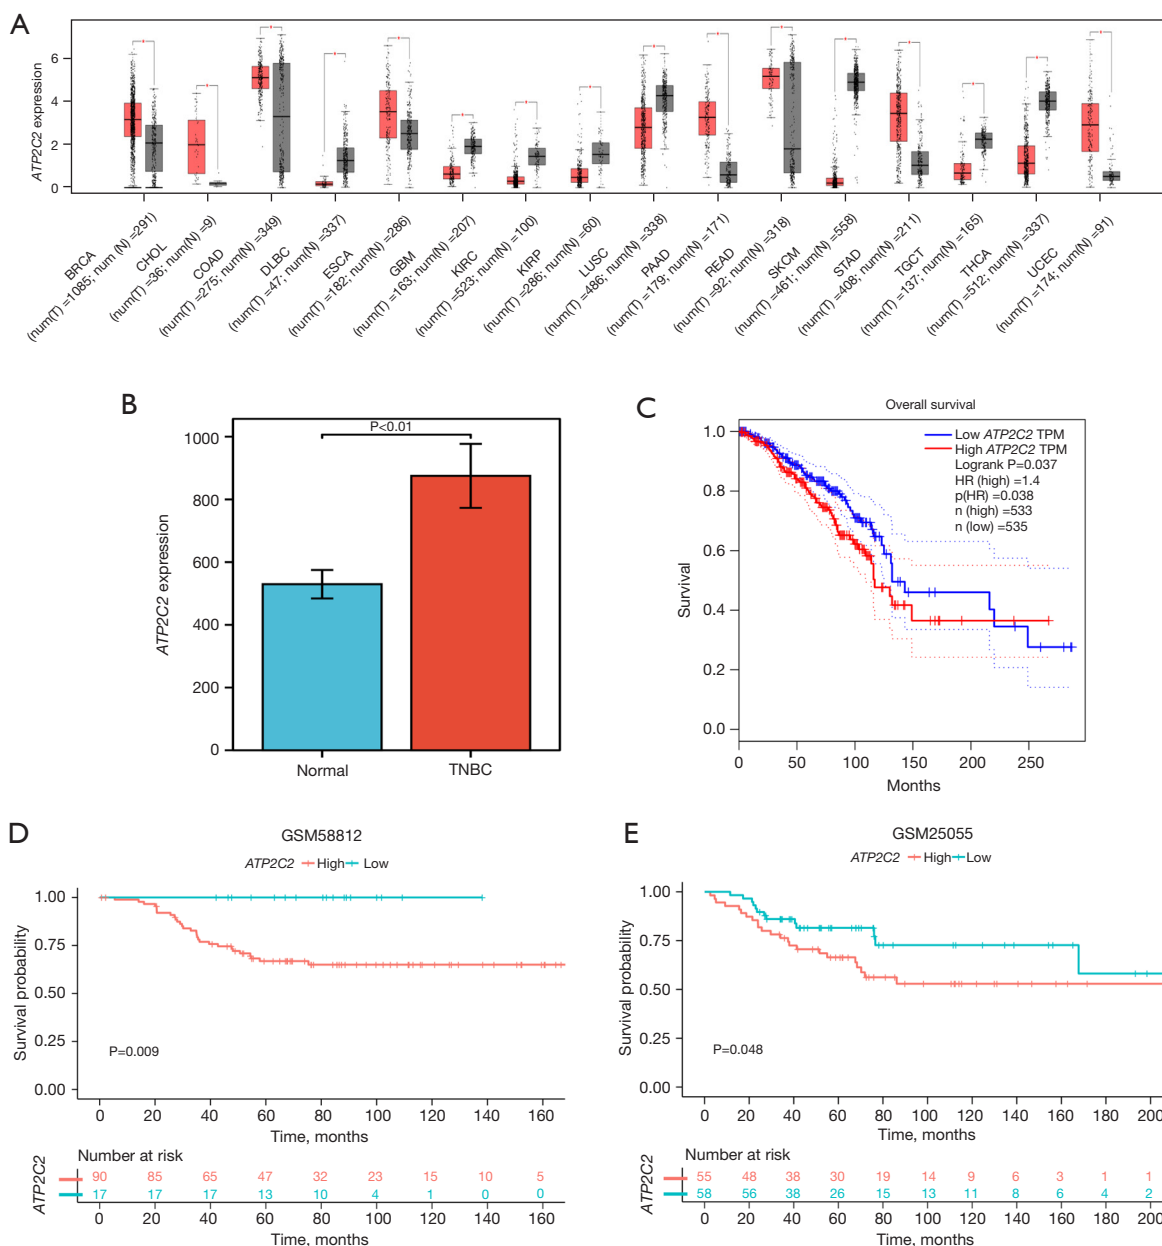 A
ATP2C2 expression
6
4
2
0
BRCA
(num(T) =1085; num (N) =291)
CHOL
(num(T) =36; num(N) =9)
COAD
(num(T) =275; num(N) =349)
DLBC
(num(T) =47; num(N) =337)
ESCA
(num(T) =182; num(N) =286)
GBM
(num(T) =163; num(N) =207)
KIRC
(num(T) =523; num(N) =100)
KIRP
(num(T) =286; num(N) =60)
LUSC
(num(T) =486; num(N) =338)
PAAD
(num(T) =179; num(N) =171)
READ
(num(T) =92; num(N) =318)
SKCM
(num(T) =461; num(N) =558)
STAD
(num(T) =408; num(N) =211)
TGCT
(num(T) =137; num(N) =165)
THCA
(num(T) =512; num(N) =337)
UCEC
(num(T) =174; num(N) =91)
B
ATP2C2 expression
1000
800
600
400
200
0
P<0.01
Normal TNBC
C
Overall survival
Survival
1.0
0.8
0.6
0.4
0.2
0.0
Low ATP2C2 TPM
High ATP2C2 TPM
Logrank P=0.037
HR (high) =1.4
p(HR) =0.038
n (high) =533
n (low) =535
0 50 100 150 200 250
Months
D
GSM58812
ATP2C2 High Low
Survival probability
1.00
0.75
0.50
0.25
0.00
P=0.009
0 20 40 60 80 100 120 140 160
Time, months
Number at risk
ATP2C2
90 85 65 47 32 23 15 10 5
17 17 17 13 10 4 1 0 0
0 20 40 60 80 100 120 140 160
Time, months
E
GSM25055
ATP2C2 High Low
Survival probability
1.00
0.75
0.50
0.25
0.00
P=0.048
0 20 40 60 80 100 120 140 160 180 200
Time, months
Number at risk
ATP2C2
55 48 38 30 19 14 9 6 3 1 1
58 56 38 26 15 13 11 8 6 4 2
0 20 40 60 80 100 120 140 160 180 200
Time, months